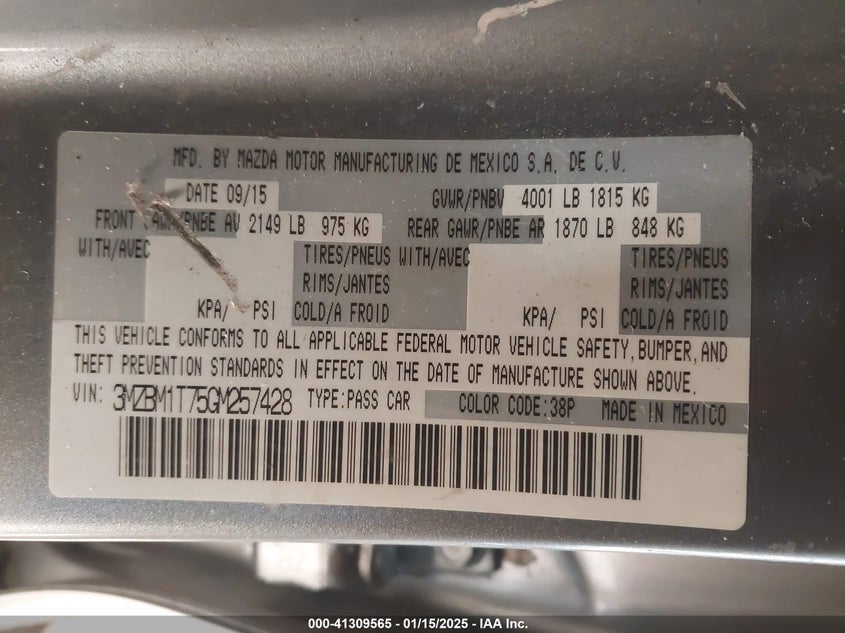 MFD. BY MAZDA MOTOR MANUFACTURING DE MEXICO S.A. DE C.V.
DATE 09/15 GVWR/PNBV 4001 LB 1815 KG
FRONT GAWR/PNBE AV 2149 LB 975 KG REAR GAWR/PNBE AR 1870 LB 848 KG
WITH/AVEC TIRES/PNEUS WITH/AVEC TIRES/PNEUS
RIMS/JANTES RIMS/JANTES
KPA/ PSI COLD/A FROID KPA/ PSI COLD/A FROID
THIS VEHICLE CONFORMS TO ALL APPLICABLE FEDERAL MOTOR VEHICLE SAFETY, BUMPER, AND
THEFT PREVENTION STANDARDS IN EFFECT ON THE DATE OF MANUFACTURE SHOWN ABOVE.
VIN: 3MZBM1T75GM257428 TYPE:PASS CAR COLOR CODE:38P MADE IN MEXICO
000-41309565 - 01/15/2025 - IAA Inc.